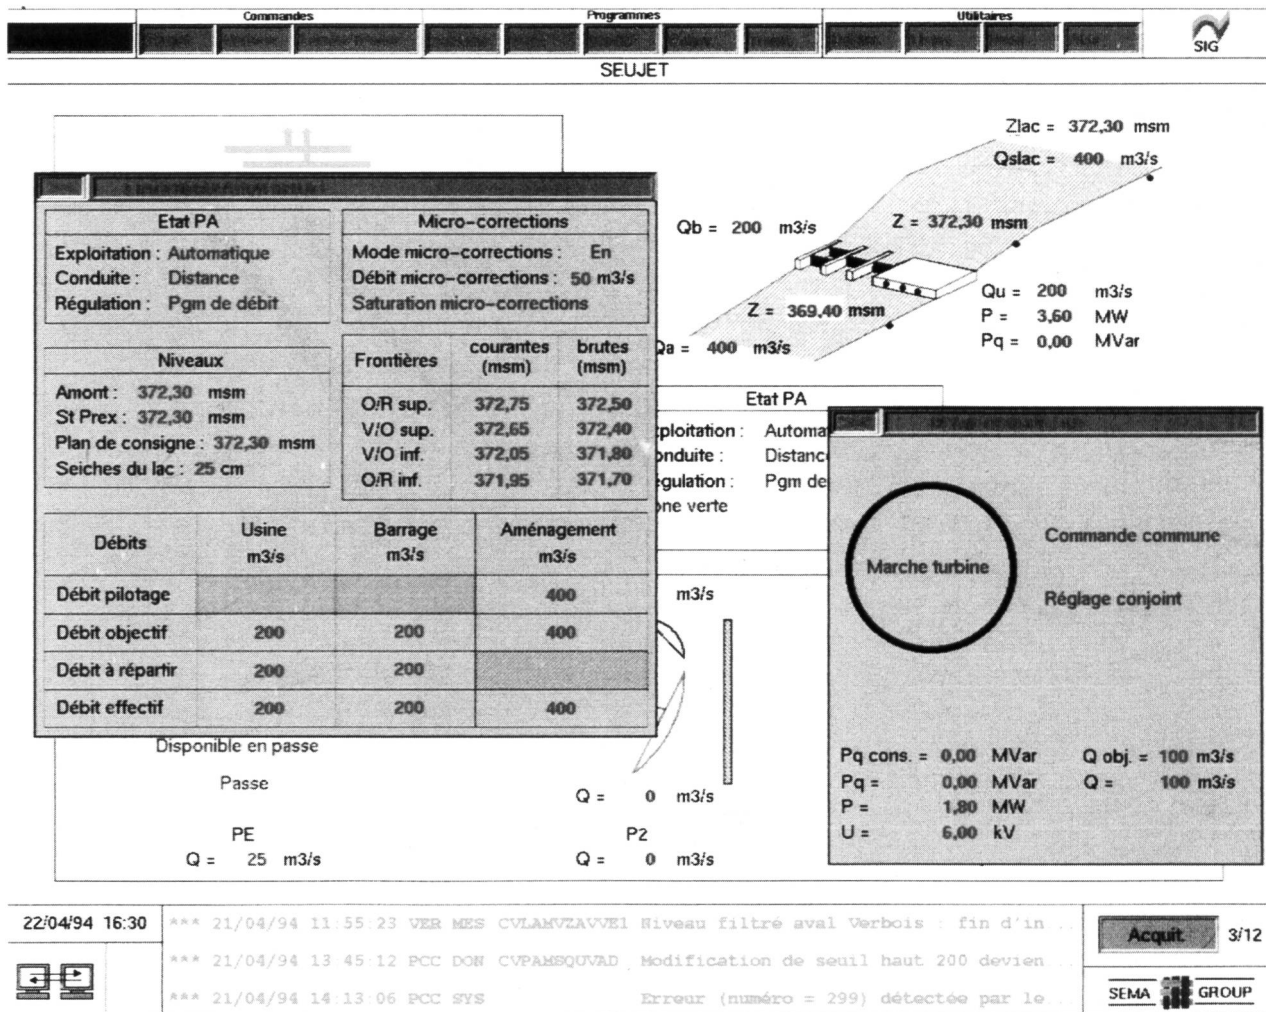 Commandes Programmes Utilitaires
SIG
SEUJET
Zlac = 372,30 msm
Qslac = 400 m3/s
Qb = 200 m3/s
Z = 372,30 msm
Z = 369,40 msm
Qu = 200 m3/s
P = 3,60 MW
Pq = 0,00 MVar
Qa = 400 m3/s
Etat PA
Exploitation : Automatique
Conduite : Distance
Régulation : Pgm de débit
Micro-corrections
Mode micro-corrections : En
Débit micro-corrections : 50 m3/s
Saturation micro-corrections
Niveaux
Amont : 372,30 msm
St Prex : 372,30 msm
Plan de consigne : 372,30 msm
Seiches du lac : 25 cm
Frontières courantes (msm) brutes (msm)
O/R sup. 372,75 372,50
V/O sup. 372,65 372,40
V/O inf. 372,05 371,80
O/R inf. 371,95 371,70
Débits Usine m3/s Barrage m3/s Aménagement m3/s
Débit pilotage 400
Débit objectif 200 200 400
Débit à répartir 200 200
Débit effectif 200 200 400
Etat PA
ploitation : Automa
onduite : Distanc
égulation : Pgm de
one verte
m3/s
Marche turbine
Commande commune
Réglage conjoint
Pq cons. = 0,00 MVar Q obj. = 100 m3/s
Pq = 0,00 MVar Q = 100 m3/s
P = 1,80 MW
U = 6,00 kV
Disponible en passe
Passe
Q = 0 m3/s
PE P2
Q = 25 m3/s Q = 0 m3/s
22/04/94 16:30
*** 21/04/94 11:55:23 VER MES CVLAMVZAVVE1 Niveau filtré aval Verbois : fin d'in...
*** 21/04/94 13:45:12 PCC DON CVPAMSQUVAD Modification de seuil haut 200 devien...
*** 21/04/94 14:13:06 PCC SYS Erreur (numéro = 299) détectée par le...
Acquit 3/12
SEMA GROUP